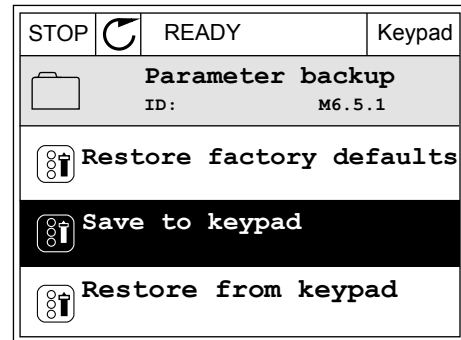 STOP READY Keypad
Parameter backup
ID: M6.5.1
Restore factory defaults
Save to keypad
Restore from keypad